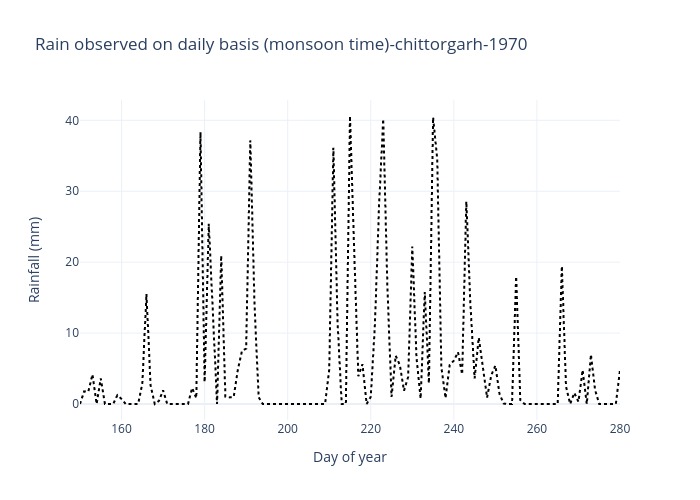 Rain observed on daily basis (monsoon time)-chittorgarh-1970
40
30
20
10
0
Rainfall (mm)
160 180 200 220 240 260 280
Day of year